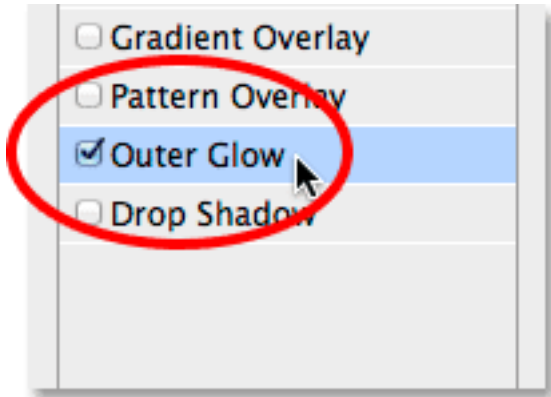 Gradient Overlay
Pattern Overlay
Outer Glow
Drop Shadow